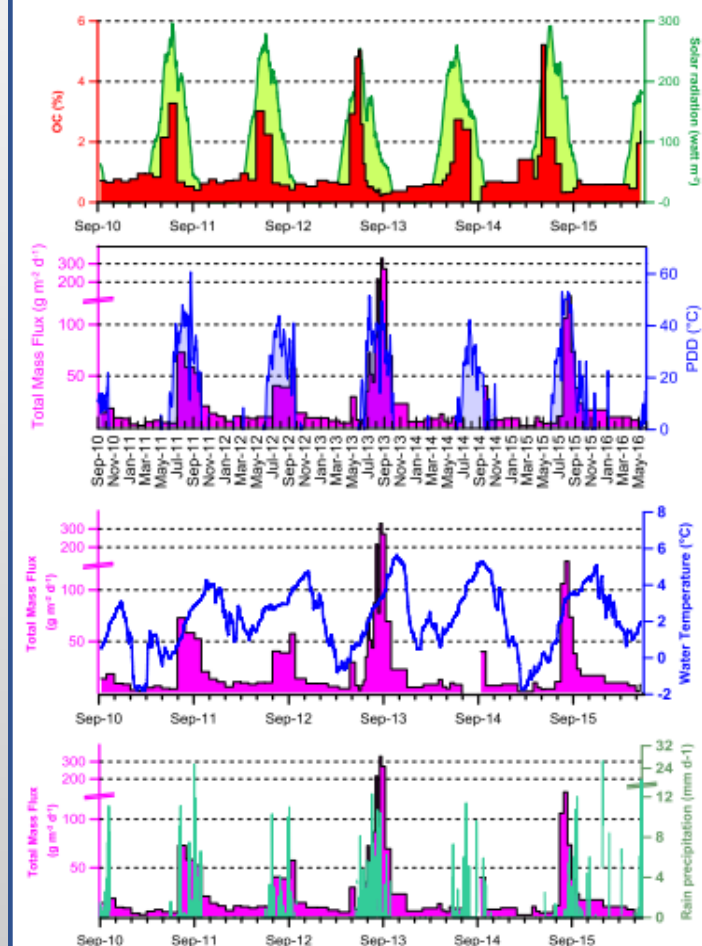 6
300
4
200
2
100
0
-0
OC (%)
Solar radiation (watt m⁻²)
Sep-10 Sep-11 Sep-12 Sep-13 Sep-14 Sep-15
300
200
100
50
60
40
20
0
Total Mass Flux (g m⁻² d⁻¹)
PDD (°C)
Sep-10 Nov-10 Jan-11 Mar-11 May-11 Jul-11 Sep-11 Nov-11 Jan-12 Mar-12 May-12 Jul-12 Sep-12 Nov-12 Jan-13 Mar-13 May-13 Jul-13 Sep-13 Nov-13 Jan-14 Mar-14 May-14 Jul-14 Sep-14 Nov-14 Jan-15 Mar-15 May-15 Jul-15 Sep-15 Nov-15 Jan-16 Mar-16 May-16
300
200
100
50
8
6
4
2
0
-2
Total Mass Flux
(g m⁻² d⁻¹)
Water Temperature (°C)
Sep-10 Sep-11 Sep-12 Sep-13 Sep-14 Sep-15
300
200
100
50
32
24
12
8
4
0
Total Mass Flux
(g m⁻² d⁻¹)
Rain precipitation (mm d-1)
Sep-10 Sep-11 Sep-12 Sep-13 Sep-14 Sep-15